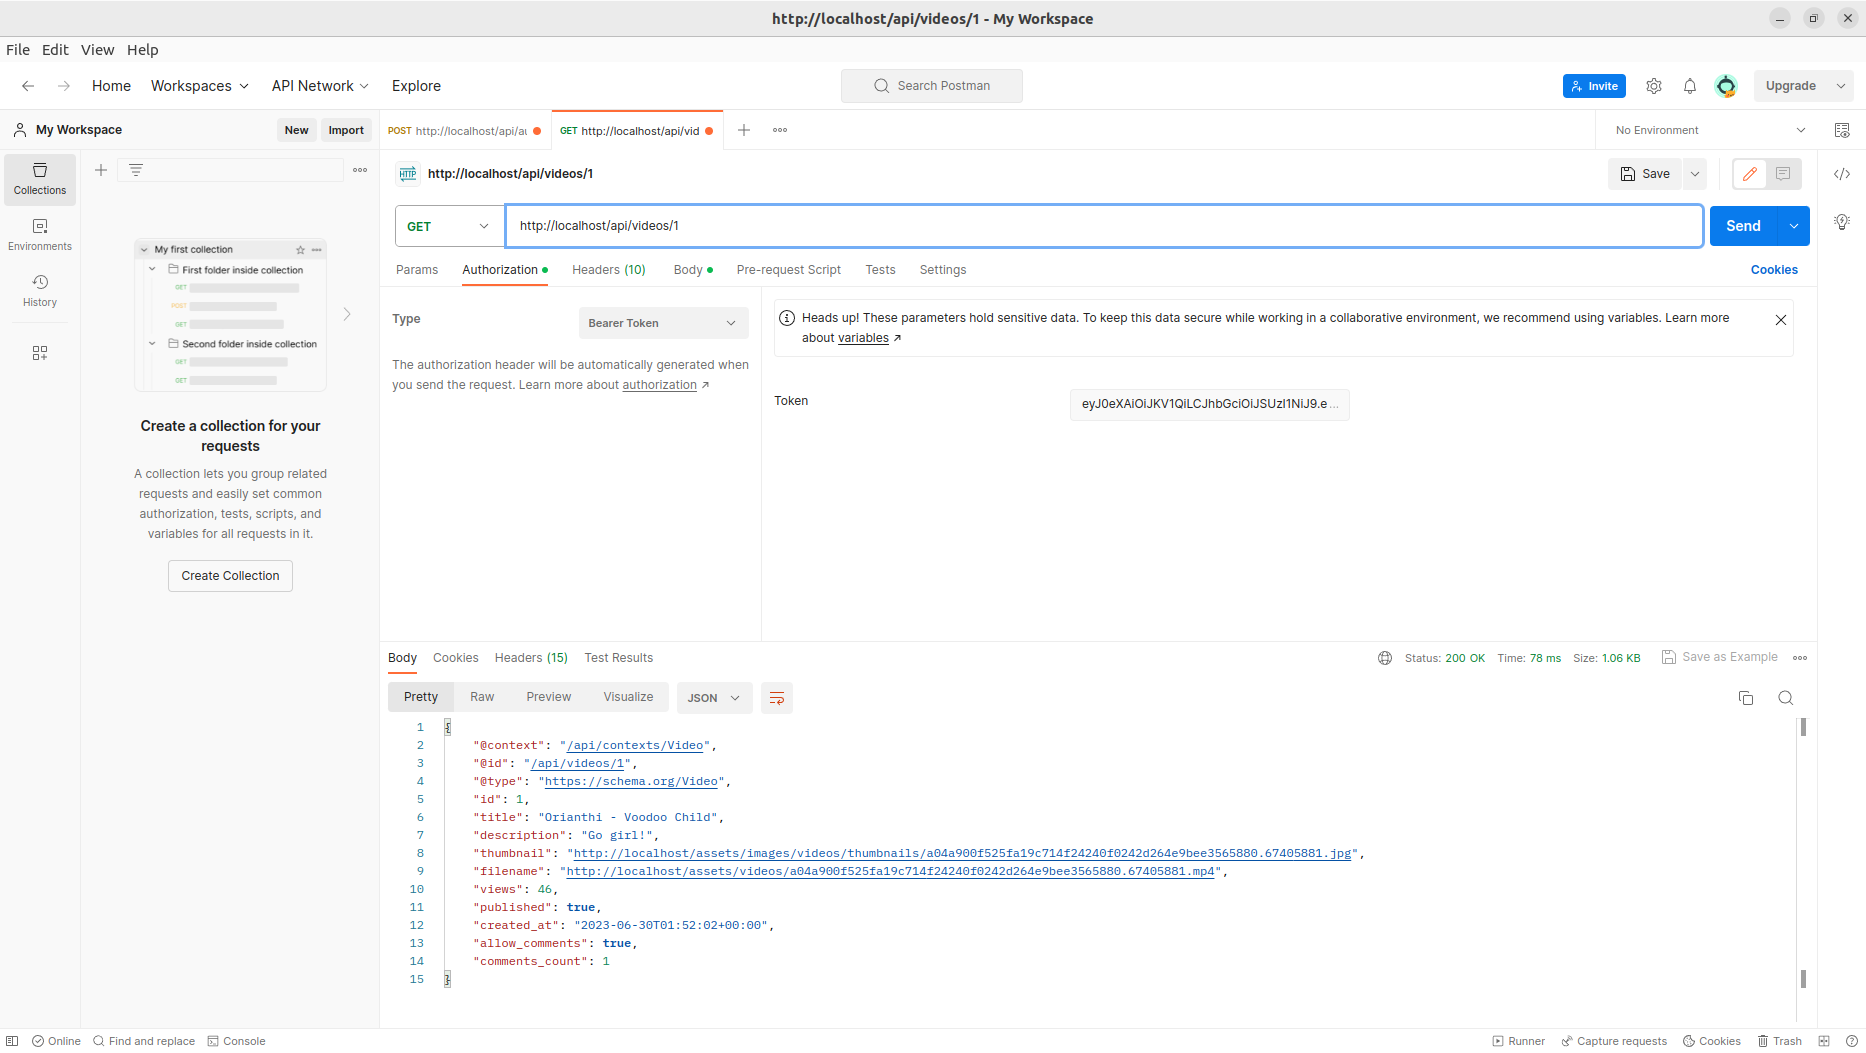 http://localhost/api/videos/1 - My Workspace
File Edit View Help
Home Workspaces API Network Explore
Search Postman
Invite
Upgrade
My Workspace
New Import
POST http://localhost/api/au
GET http://localhost/api/vid
No Environment
Collections
Environments
History
My first collection
First folder inside collection
GET
POST
GET
Second folder inside collection
GET
GET
Create a collection for your
requests
A collection lets you group related
requests and easily set common
authorization, tests, scripts, and
variables for all requests in it.
Create Collection
HTTP http://localhost/api/videos/1
Save
GET http://localhost/api/videos/1
Send
Params Authorization Headers (10) Body Pre-request Script Tests Settings
Cookies
Type
Bearer Token
The authorization header will be automatically generated when
you send the request. Learn more about authorization ↗
Heads up! These parameters hold sensitive data. To keep this data secure while working in a collaborative environment, we recommend using variables. Learn more
about variables ↗
Token
eyJ0eXAiOiJKV1QiLCJhbGciOiJSUzI1NiJ9.e...
Body Cookies Headers (15) Test Results
Status: 200 OK Time: 78 ms Size: 1.06 KB
Save as Example
Pretty Raw Preview Visualize JSON
1 {
2 "@context": "/api/contexts/Video",
3 "@id": "/api/videos/1",
4 "@type": "https://schema.org/Video",
5 "id": 1,
6 "title": "Orianthi - Voodoo Child",
7 "description": "Go girl!",
8 "thumbnail": "http://localhost/assets/images/videos/thumbnails/a04a900f525fa19c714f24240f0242d264e9bee3565880.67405881.jpg",
9 "filename": "http://localhost/assets/videos/a04a900f525fa19c714f24240f0242d264e9bee3565880.67405881.mp4",
10 "views": 46,
11 "published": true,
12 "created_at": "2023-06-30T01:52:02+00:00",
13 "allow_comments": true,
14 "comments_count": 1
15 }
Online Find and replace Console
Runner Capture requests Cookies Trash